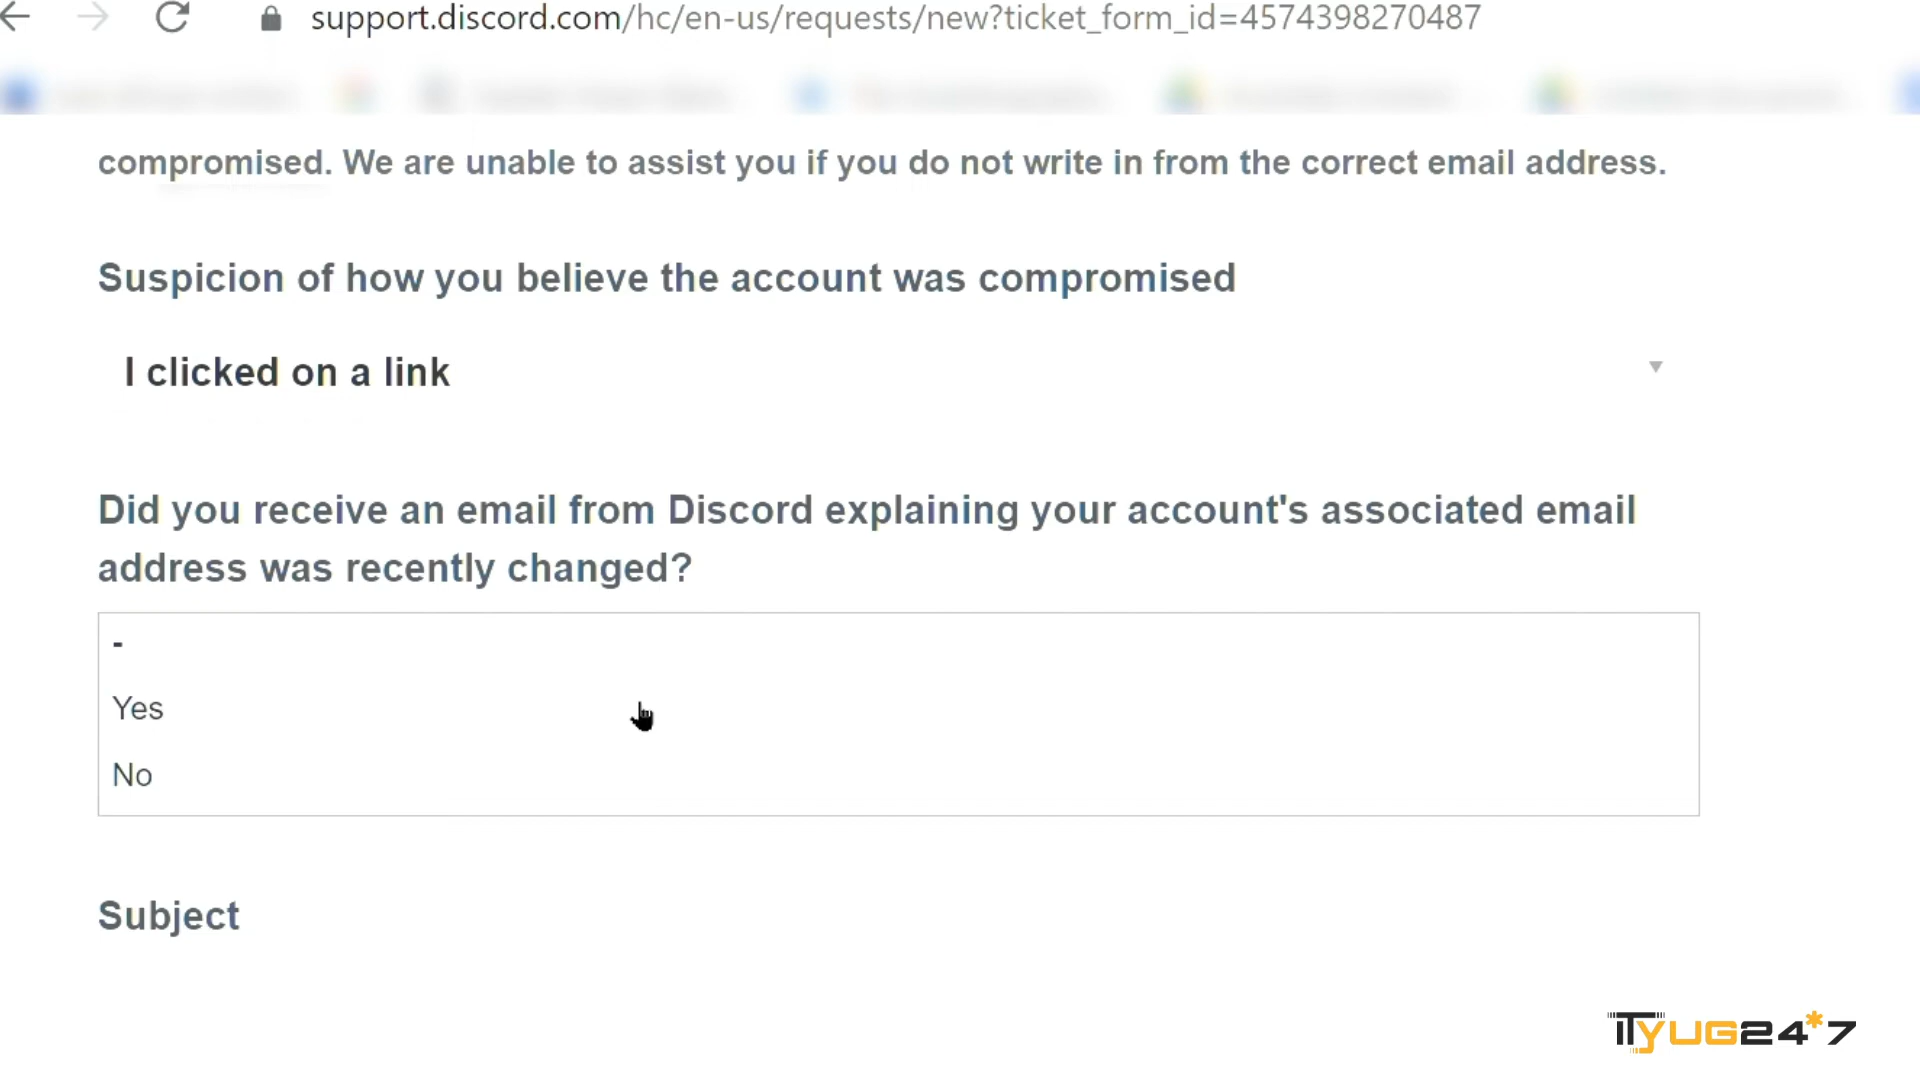 support.discord.com/hc/en-us/requests/new?ticket_form_id=4574398270487
compromised. We are unable to assist you if you do not write in from the correct email address.
Suspicion of how you believe the account was compromised
I clicked on a link
Did you receive an email from Discord explaining your account's associated email
address was recently changed?
-
Yes
No
Subject
ITYUG24*7